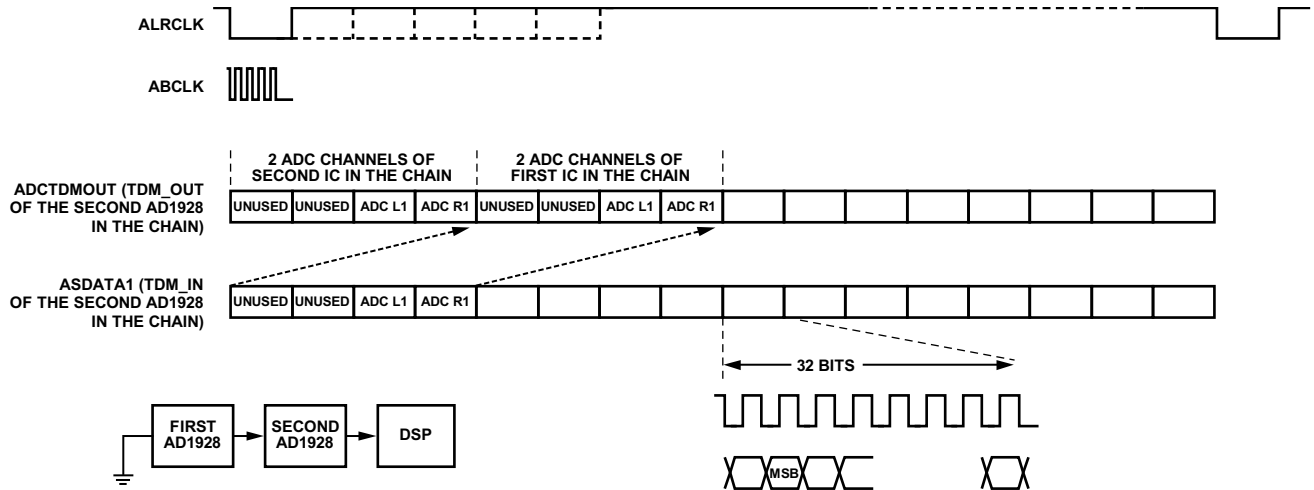 ALRCLK
ABCLK
2 ADC CHANNELS OF
SECOND IC IN THE CHAIN
2 ADC CHANNELS OF
FIRST IC IN THE CHAIN
ADCTDMOUT (TDM_OUT
OF THE SECOND AD1928
IN THE CHAIN)
UNUSED UNUSED ADC L1 ADC R1 UNUSED UNUSED ADC L1 ADC R1
ASDATA1 (TDM_IN
OF THE SECOND AD1928
IN THE CHAIN)
UNUSED UNUSED ADC L1 ADC R1
32 BITS
FIRST
AD1928
SECOND
AD1928
DSP
MSB